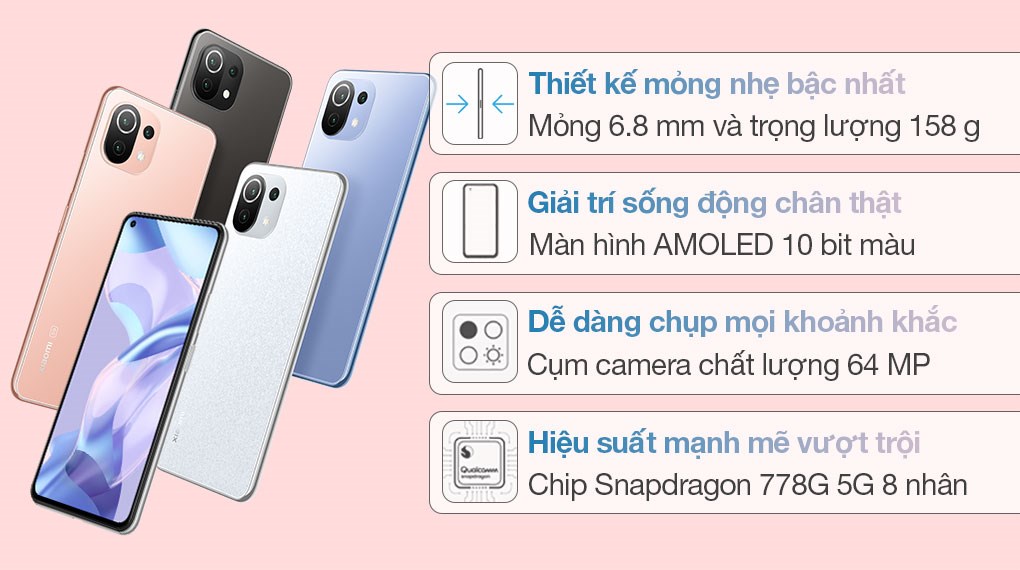 Thiết kế mỏng nhẹ bậc nhất
Mỏng 6.8 mm và trọng lượng 158 g
Giải trí sống động chân thật
Màn hình AMOLED 10 bit màu
Dễ dàng chụp mọi khoảnh khắc
Cụm camera chất lượng 64 MP
Hiệu suất mạnh mẽ vượt trội
Qualcomm
snapdragon
Chip Snapdragon 778G 5G 8 nhân
xiaomi